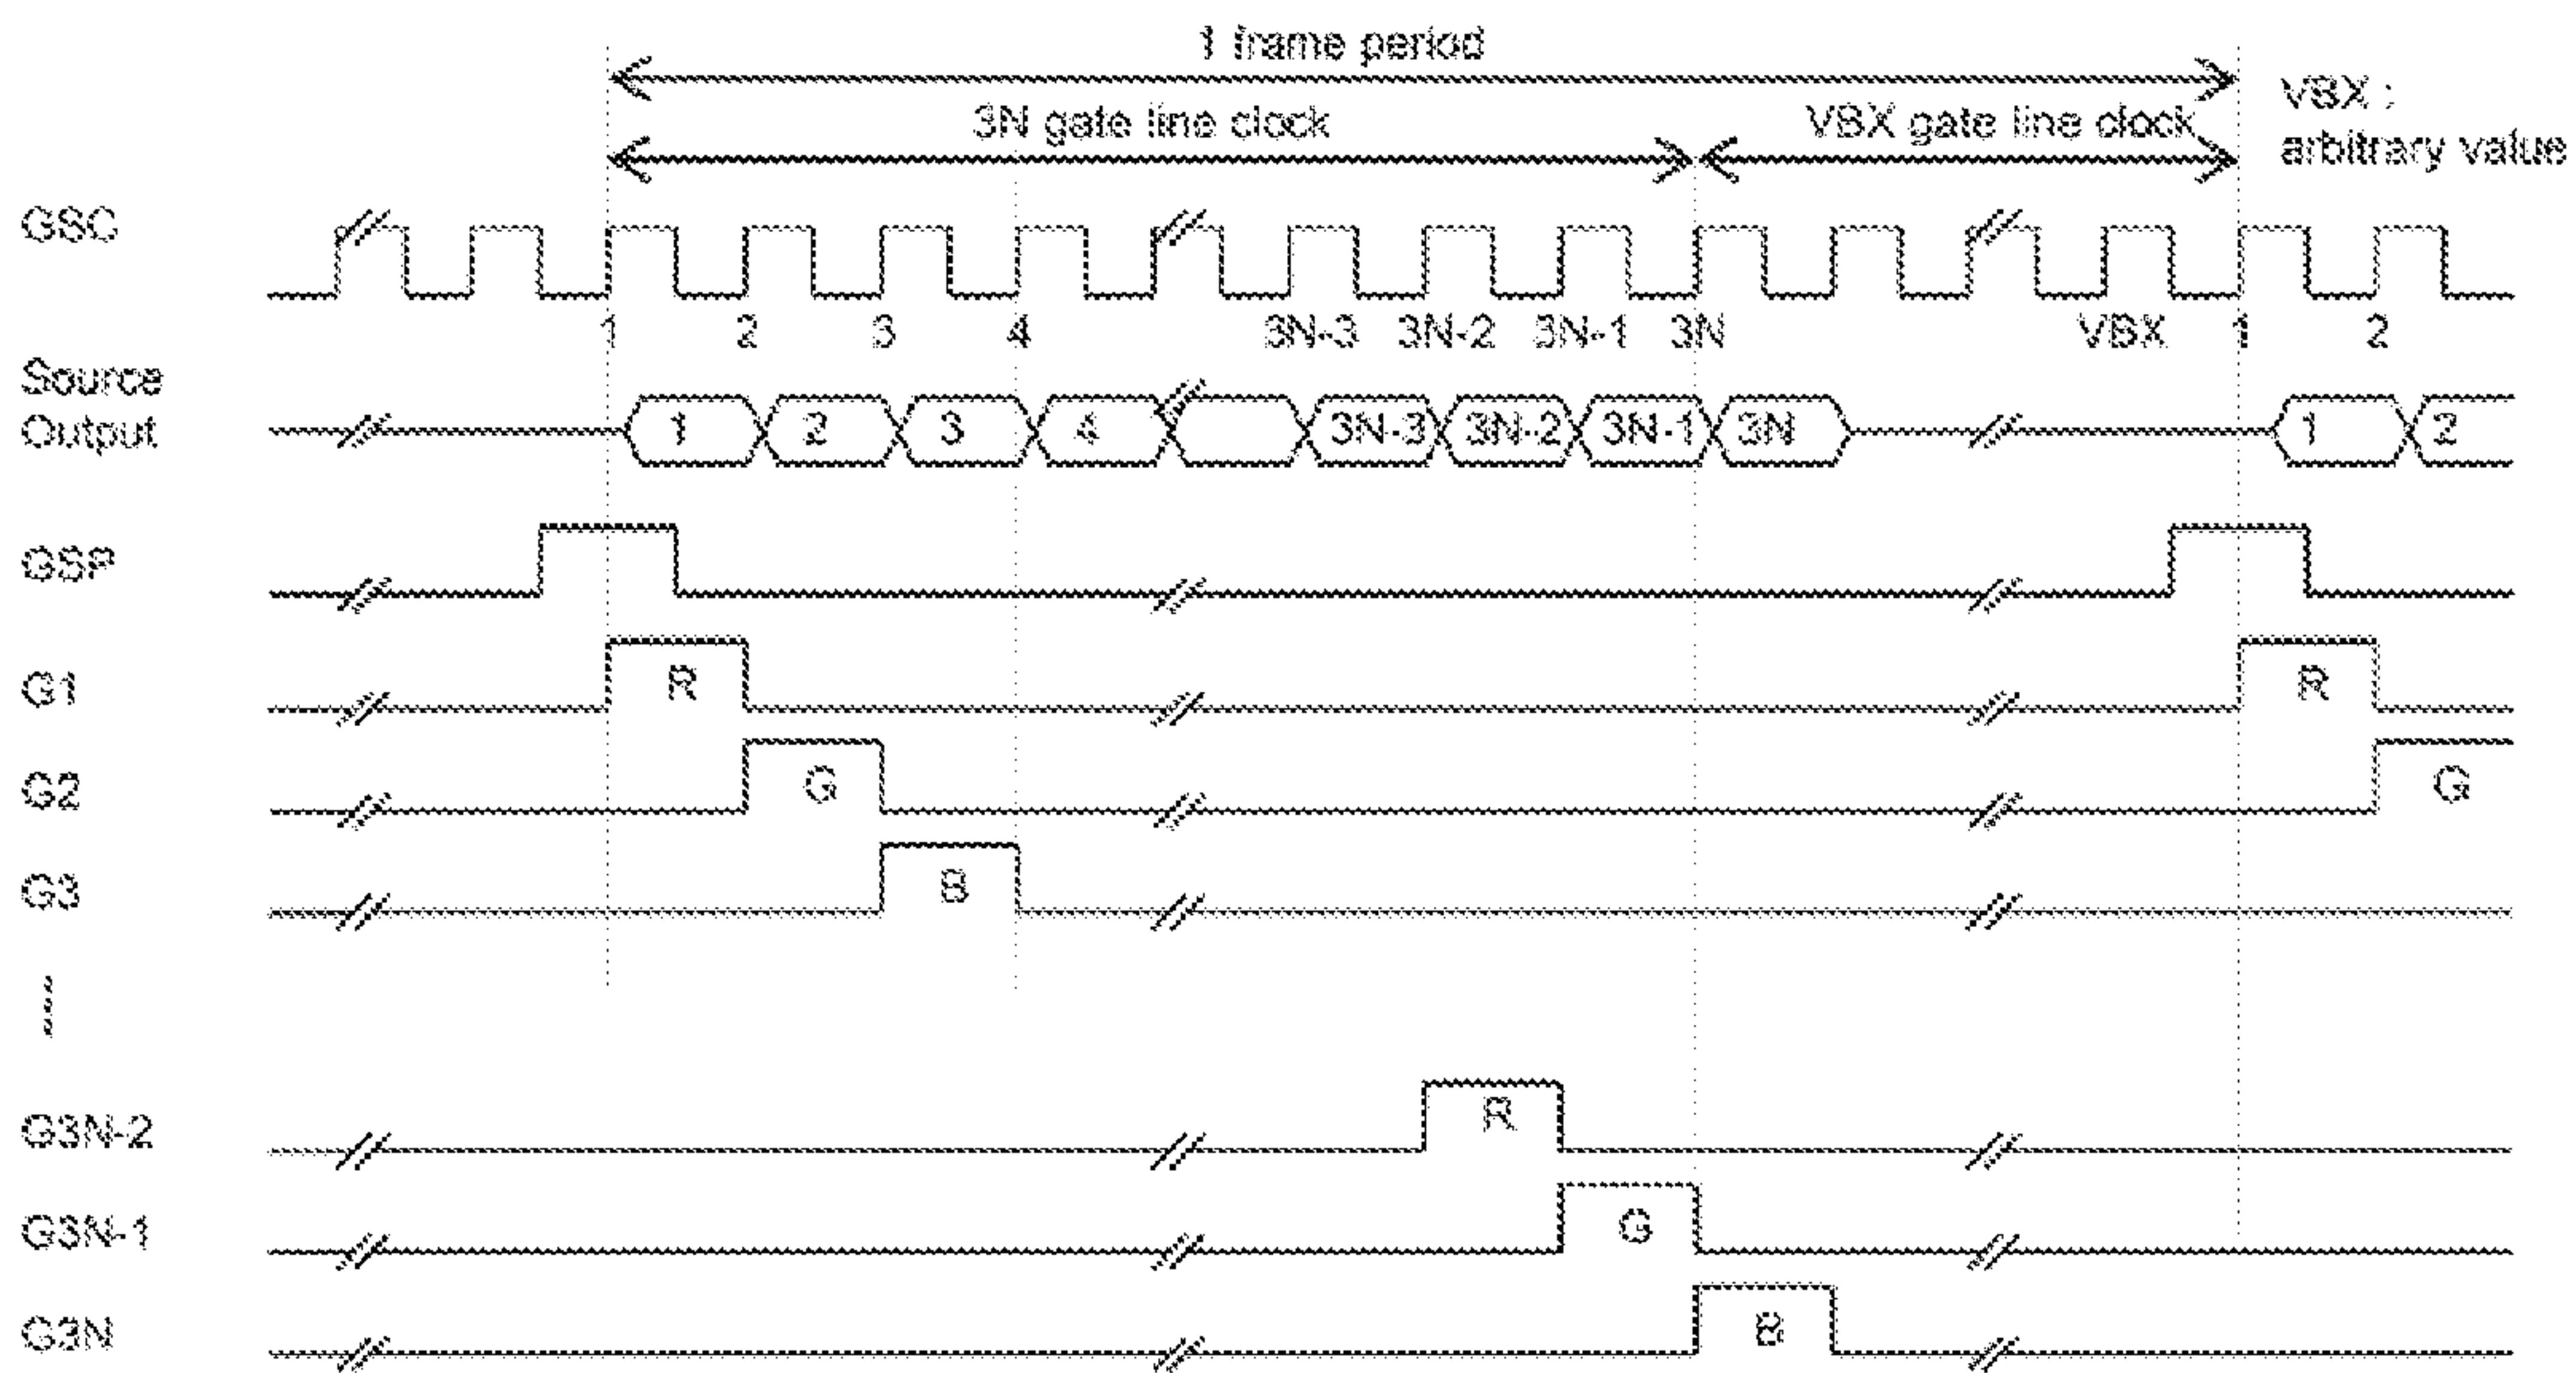 1 frame period
VBX :
arbitrary value
3N gate line clock
VBX gate line clock
GSC
1 2 3 4 3N-3 3N-2 3N-1 3N VBX 1 2
Source
Output
1 2 3 4 3N-3 3N-2 3N-1 3N 1 2
GSP
G1 R R
G2 G G
G3 B
G3N-2 R
G3N-1 G
G3N B